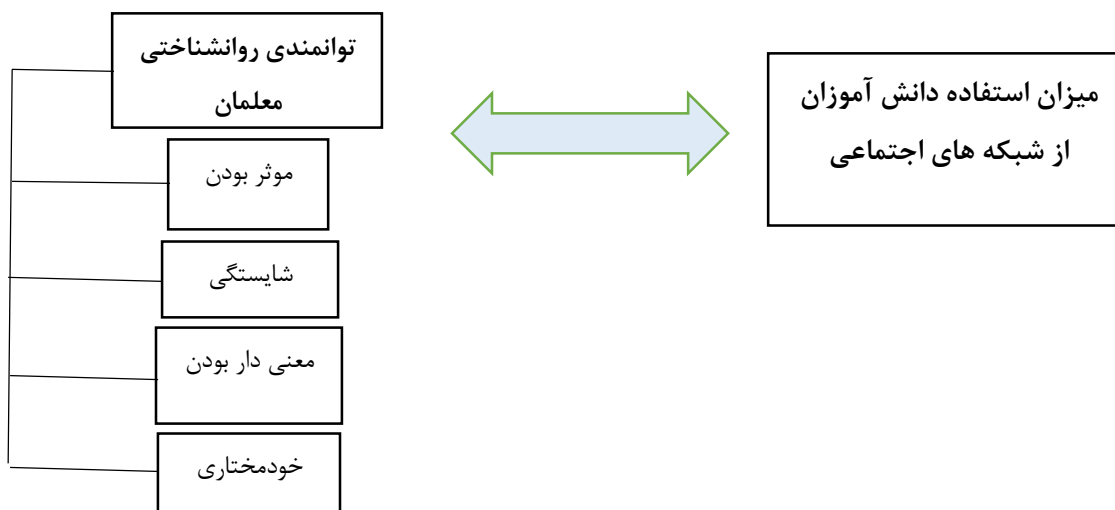 توانمندی روانشناختی
معلمان
میزان استفاده دانش آموزان
از شبکه های اجتماعی
موثر بودن
شایستگی
معنی دار بودن
خودمختاری